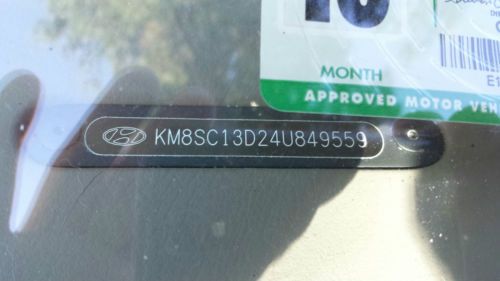 MONTH
APPROVED MOTOR VEH
KM8SC13D24U849559